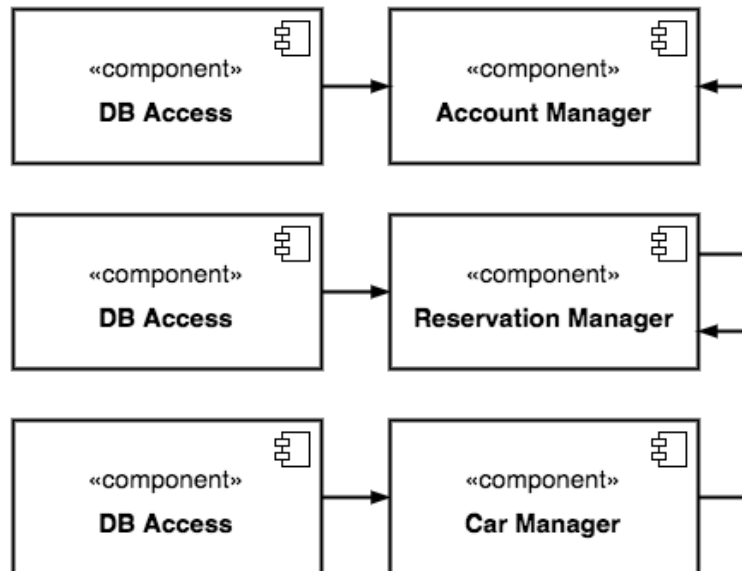 «component»
DB Access
«component»
Account Manager
«component»
DB Access
«component»
Reservation Manager
«component»
DB Access
«component»
Car Manager